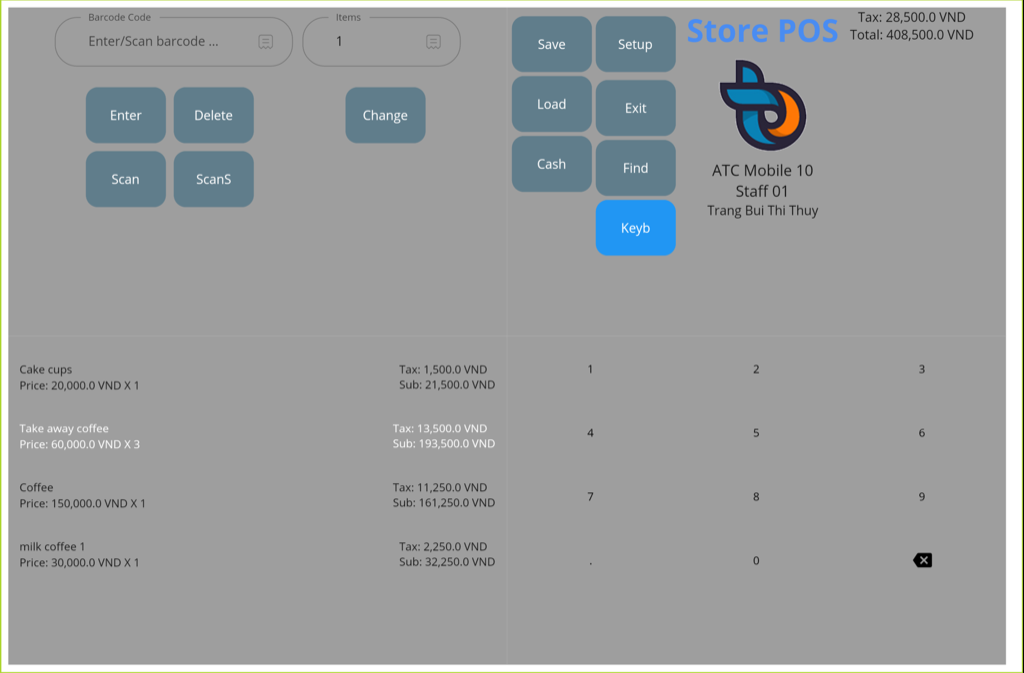 Barcode Code
Enter/Scan barcode ...
Items
1
Enter
Delete
Change
Scan
ScanS
Save
Setup
Load
Exit
Cash
Find
Keyb
Store POS
Tax: 28,500.0 VND
Total: 408,500.0 VND
ATC Mobile 10
Staff 01
Trang Bui Thi Thuy
Cake cups
Price: 20,000.0 VND X 1
Tax: 1,500.0 VND
Sub: 21,500.0 VND
Take away coffee
Price: 60,000.0 VND X 3
Tax: 13,500.0 VND
Sub: 193,500.0 VND
Coffee
Price: 150,000.0 VND X 1
Tax: 11,250.0 VND
Sub: 161,250.0 VND
milk coffee 1
Price: 30,000.0 VND X 1
Tax: 2,250.0 VND
Sub: 32,250.0 VND
1 2 3
4 5 6
7 8 9
. 0